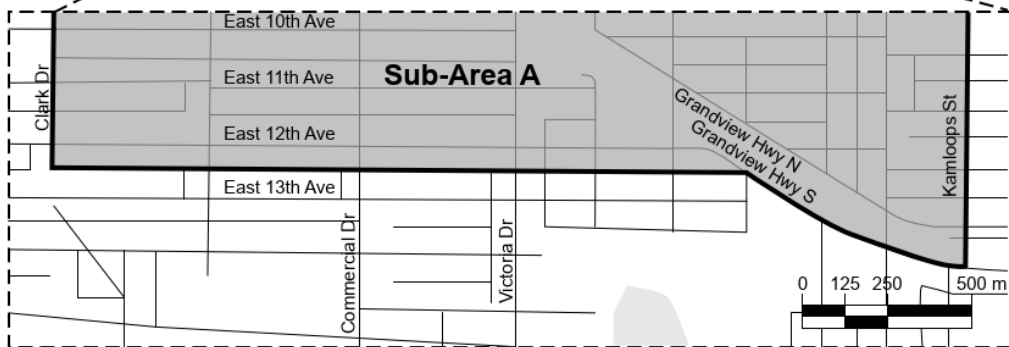 East 10th Ave
East 11th Ave
Sub-Area A
Clark Dr
East 12th Ave
Grandview Hwy N
Grandview Hwy S
Kamloops St
East 13th Ave
Commercial Dr
Victoria Dr
0 125 250 500 m